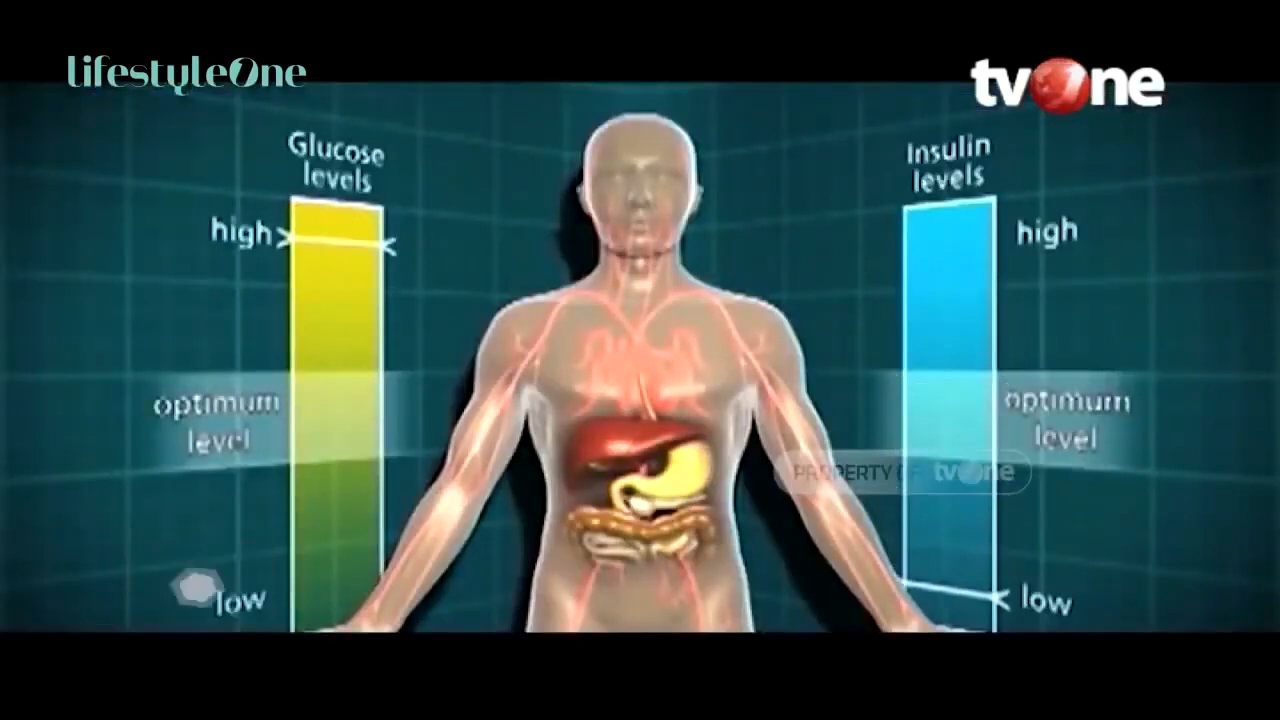 lifestyleOne
tvOne
Glucose
levels
Insulin
levels
high
high
optimum
level
optimum
level
PROPERTY OF tvOne
low
low